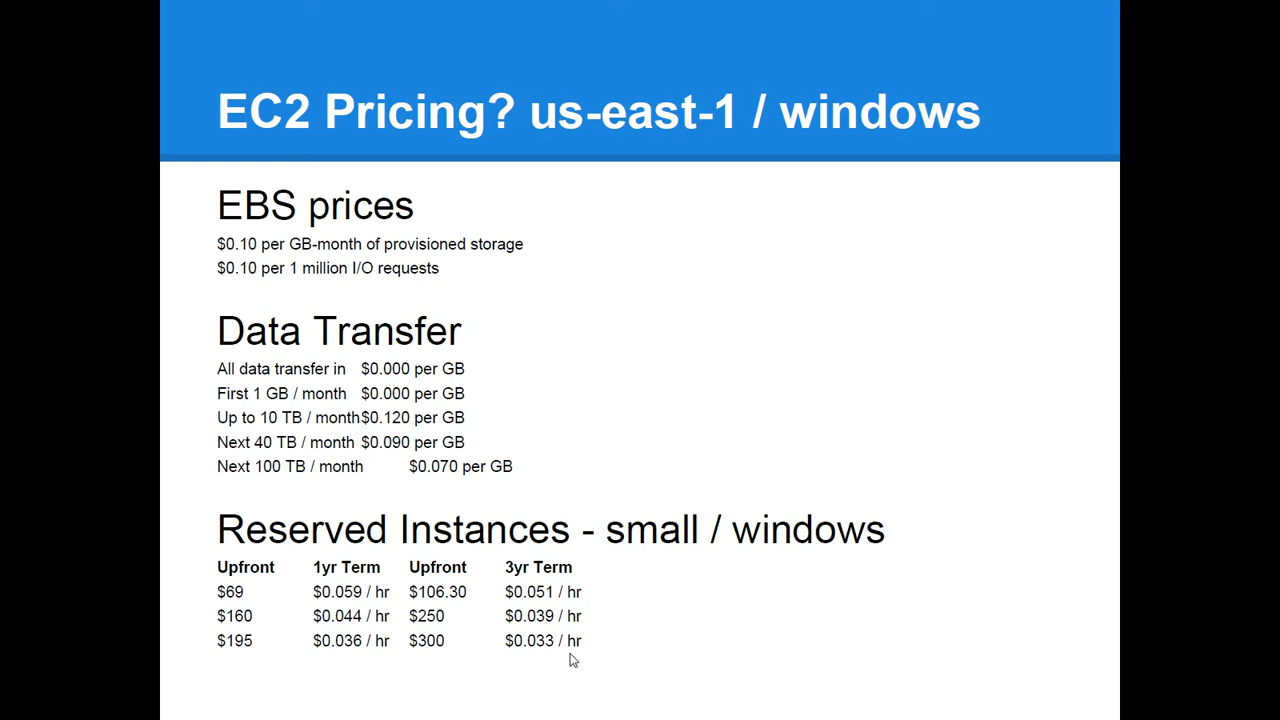 EC2 Pricing? us-east-1 / windows
EBS prices
$0.10 per GB-month of provisioned storage
$0.10 per 1 million I/O requests
Data Transfer
All data transfer in $0.000 per GB
First 1 GB / month $0.000 per GB
Up to 10 TB / month $0.120 per GB
Next 40 TB / month $0.090 per GB
Next 100 TB / month $0.070 per GB
Reserved Instances - small / windows
Upfront 1yr Term Upfront 3yr Term
$69 $0.059 / hr $106.30 $0.051 / hr
$160 $0.044 / hr $250 $0.039 / hr
$195 $0.036 / hr $300 $0.033 / hr